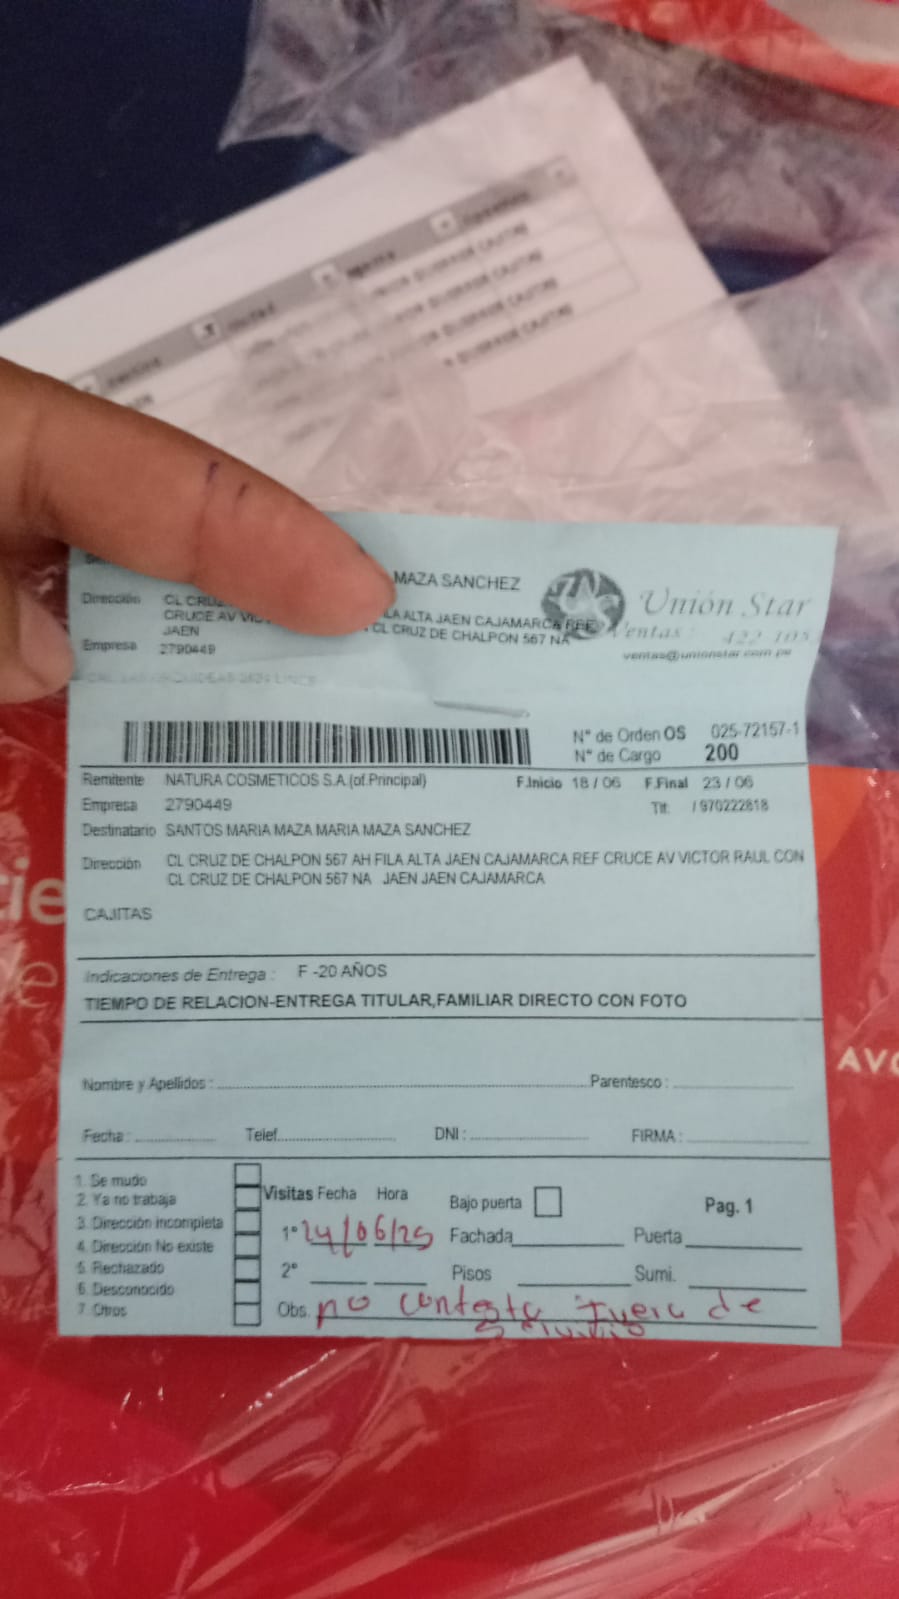 MAZA SANCHEZ
Dirección CL CRUZ
FILA ALTA JAEN CAJAMARCA REF
CRUCE AV VIC
CL CRUZ DE CHALPON 567 NA
JAEN
Empresa 2790449
Unión Star
Ventas: 422 105
ventas@unionstar.com.pe
N° de Orden OS 025-72157-1
N° de Cargo 200
Remitente NATURA COSMETICOS S.A.(of.Principal) F.Inicio 18 / 06 F.Final 23 / 06
Empresa 2790449 Tlf: / 970222818
Destinatario SANTOS MARIA MAZA MARIA MAZA SANCHEZ
Dirección CL CRUZ DE CHALPON 567 AH FILA ALTA JAEN CAJAMARCA REF CRUCE AV VICTOR RAUL CON
CL CRUZ DE CHALPON 567 NA JAEN JAEN CAJAMARCA
CAJITAS
Indicaciones de Entrega : F -20 AÑOS
TIEMPO DE RELACION-ENTREGA TITULAR,FAMILIAR DIRECTO CON FOTO
Nombre y Apellidos : Parentesco :
Fecha : Telef. DNI : FIRMA :
1. Se mudo
2. Ya no trabaja
3. Dirección incompleta
4. Dirección No existe
5. Rechazado
6. Desconocido
7. Otros
Visitas Fecha Hora Bajo puerta Pag. 1
1° 24/06/25 Fachada Puerta
2° Pisos Sumi.
Obs. no contesta fuera de
servicio
AVO